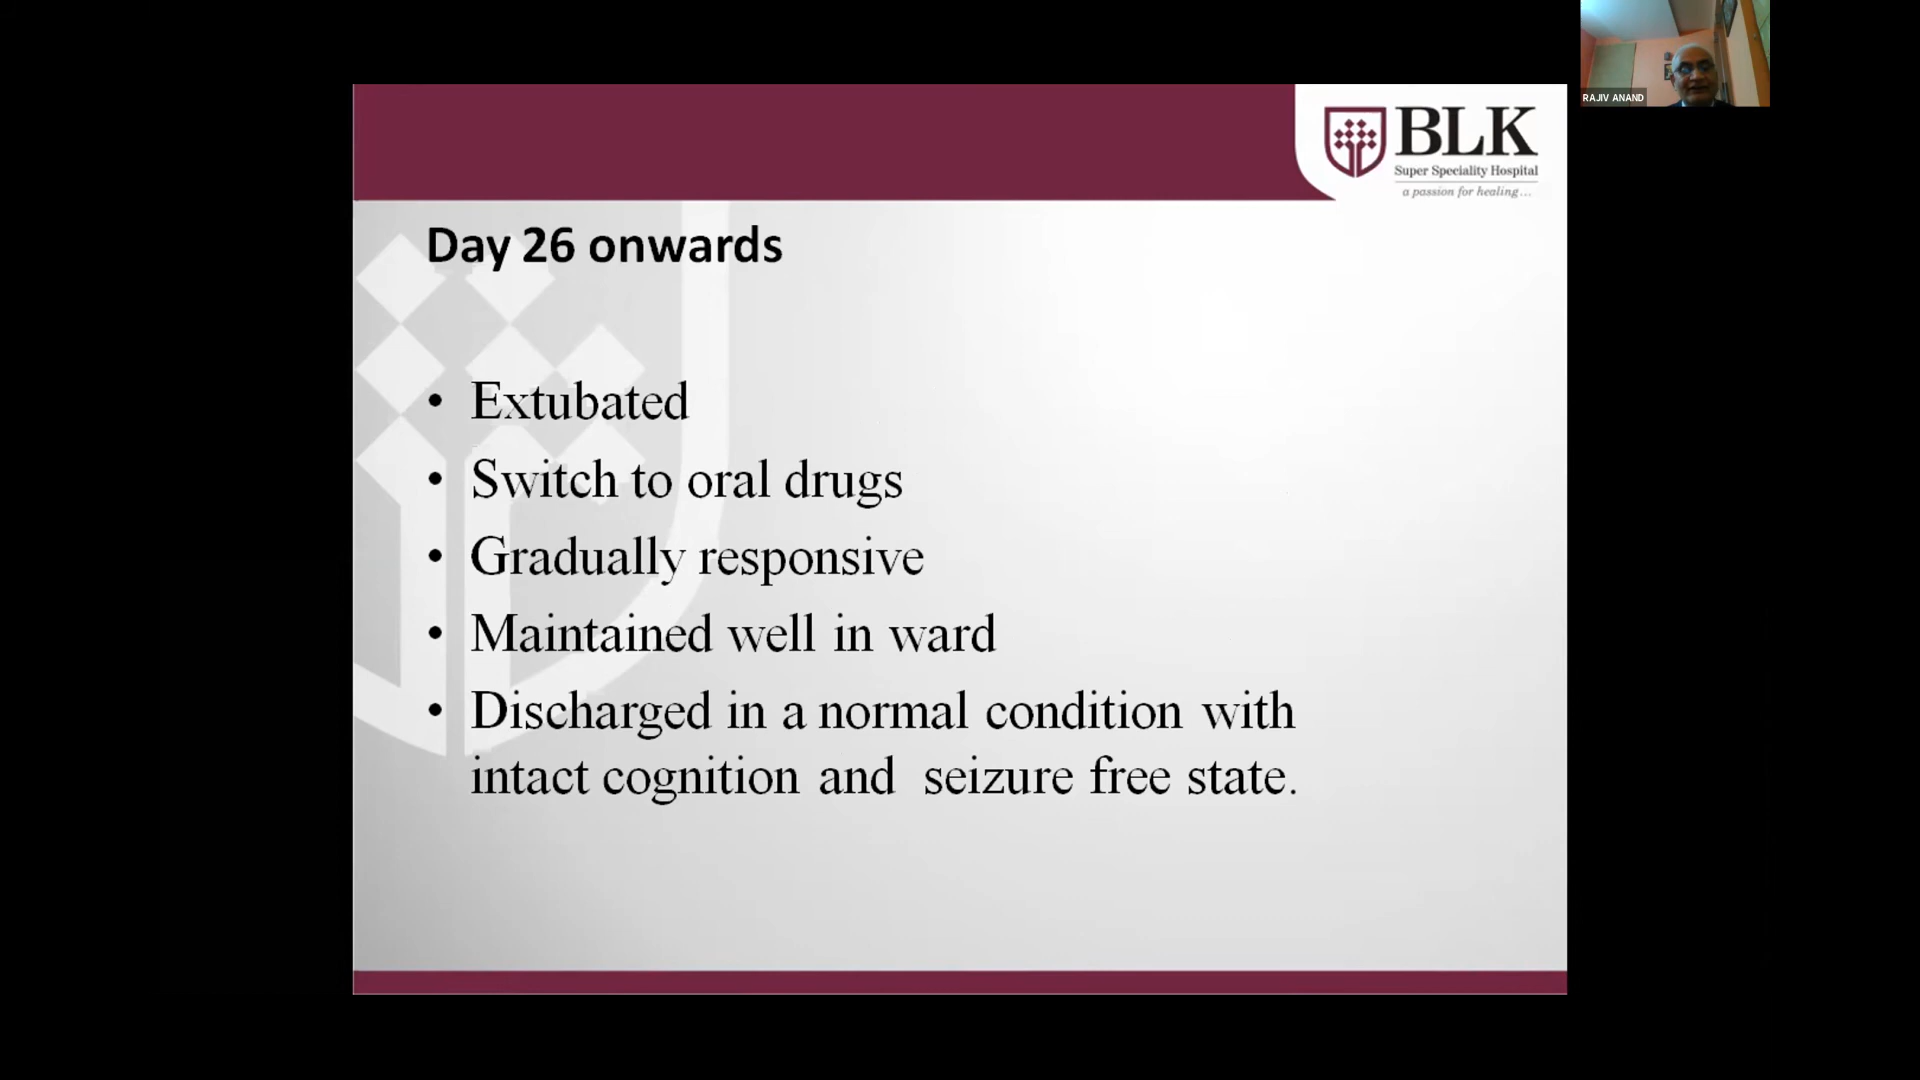 RAJIV ANAND
BLK
Super Speciality Hospital
a passion for healing...
Day 26 onwards
• Extubated
• Switch to oral drugs
• Gradually responsive
• Maintained well in ward
• Discharged in a normal condition with
intact cognition and seizure free state.